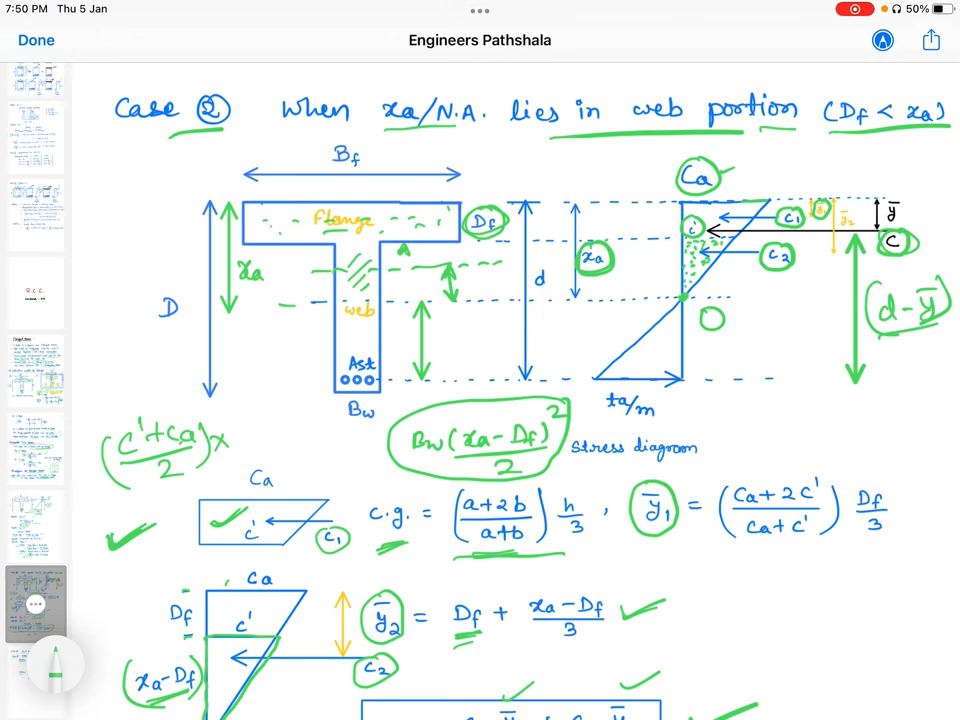 7:50 PM Thu 5 Jan
50%
Done
Engineers Pathshala
Case ② When xa/N.A. lies in web portion (Df < xa)
Bf
Ca
Flange
Df
c'
C1
ȳ2
ȳ
C
A
xa
xa
C2
D
d
(d-ȳ)
web
O
Ast
Bw
ta/m
(c'+Ca)/2 ×
Bw(xa-Df)²/2
Stress diagram
Ca
c'
C1
c.g. = ((a+2b)/(a+b)) h/3 , ȳ1 = ((Ca+2c')/(Ca+c')) Df/3
Ca
Df
c'
ȳ2 = Df + (xa-Df)/3
C2
(xa-Df)